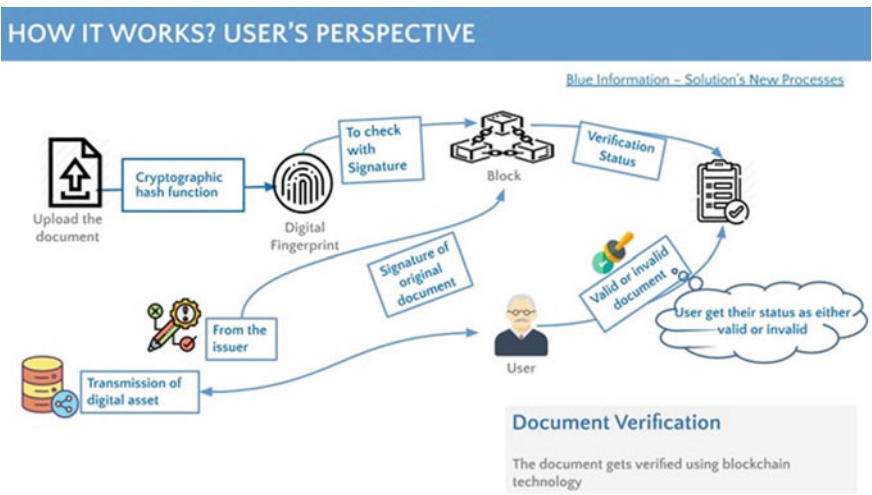 HOW IT WORKS? USER'S PERSPECTIVE
Blue Information – Solution's New Processes
To check
with
Signature
Verification
Status
Cryptographic
hash function
Block
Upload the
document
Digital
Fingerprint
Signature of
original
document
Valid or invalid
document
From the
issuer
User get their status as either
valid or invalid
User
Transmission of
digital asset
Document Verification
The document gets verified using blockchain
technology